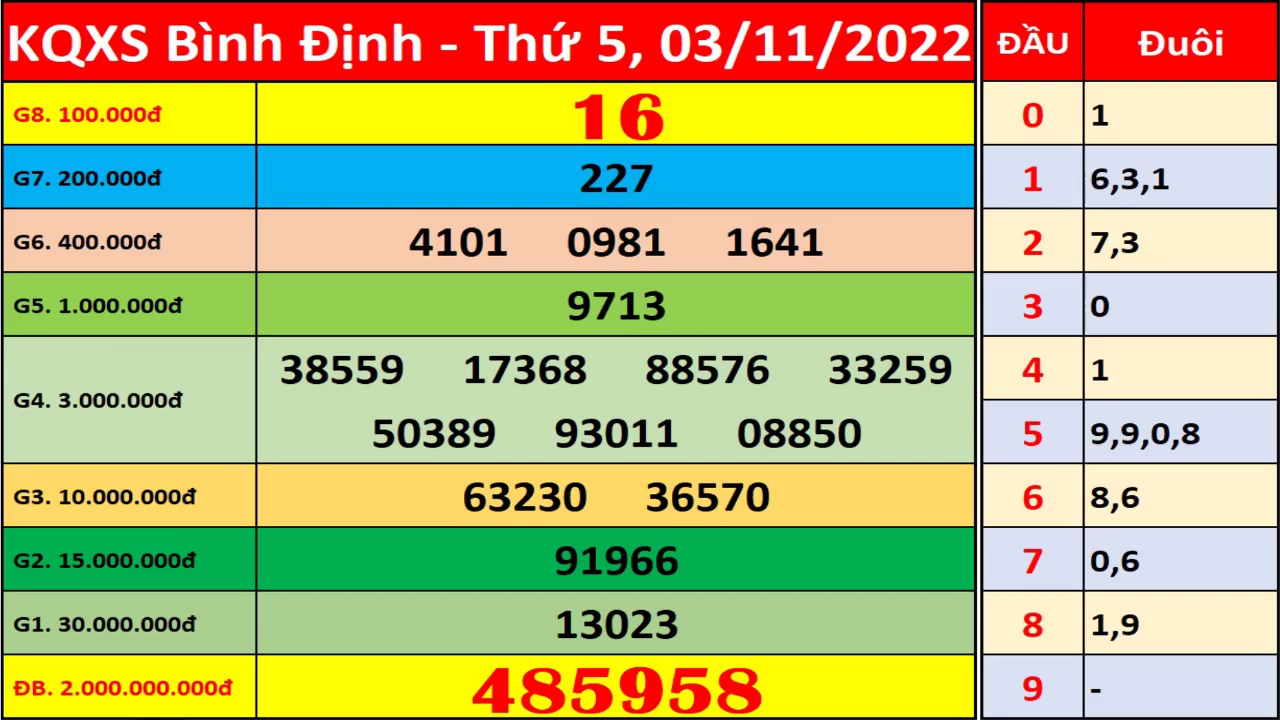 KQXS Bình Định - Thứ 5, 03/11/2022 ĐẦU Đuôi
G8. 100.000đ 16 0 1
G7. 200.000đ 227 1 6,3,1
G6. 400.000đ 4101 0981 1641 2 7,3
G5. 1.000.000đ 9713 3 0
G4. 3.000.000đ 38559 17368 88576 33259 4 1
50389 93011 08850 5 9,9,0,8
G3. 10.000.000đ 63230 36570 6 8,6
G2. 15.000.000đ 91966 7 0,6
G1. 30.000.000đ 13023 8 1,9
ĐB. 2.000.000.000đ 485958 9 -